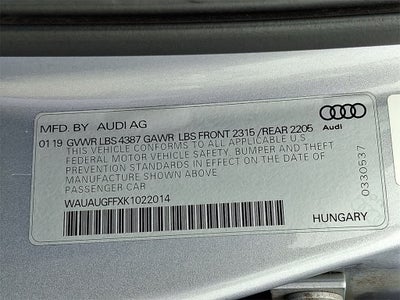 MFD. BY AUDI AG
01 19 GVWR LBS 4387 GAWR LBS FRONT 2315 /REAR 2205
THIS VEHICLE CONFORMS TO ALL APPLICABLE U.S.
FEDERAL MOTOR VEHICLE SAFETY, BUMPER AND THEFT
PREVENTION STANDARDS IN EFFECT ON THE DATE OF
MANUFACTURE SHOWN ABOVE.
PASSENGER CAR
WAUAUGFFXK1022014
Audi
0330537
HUNGARY